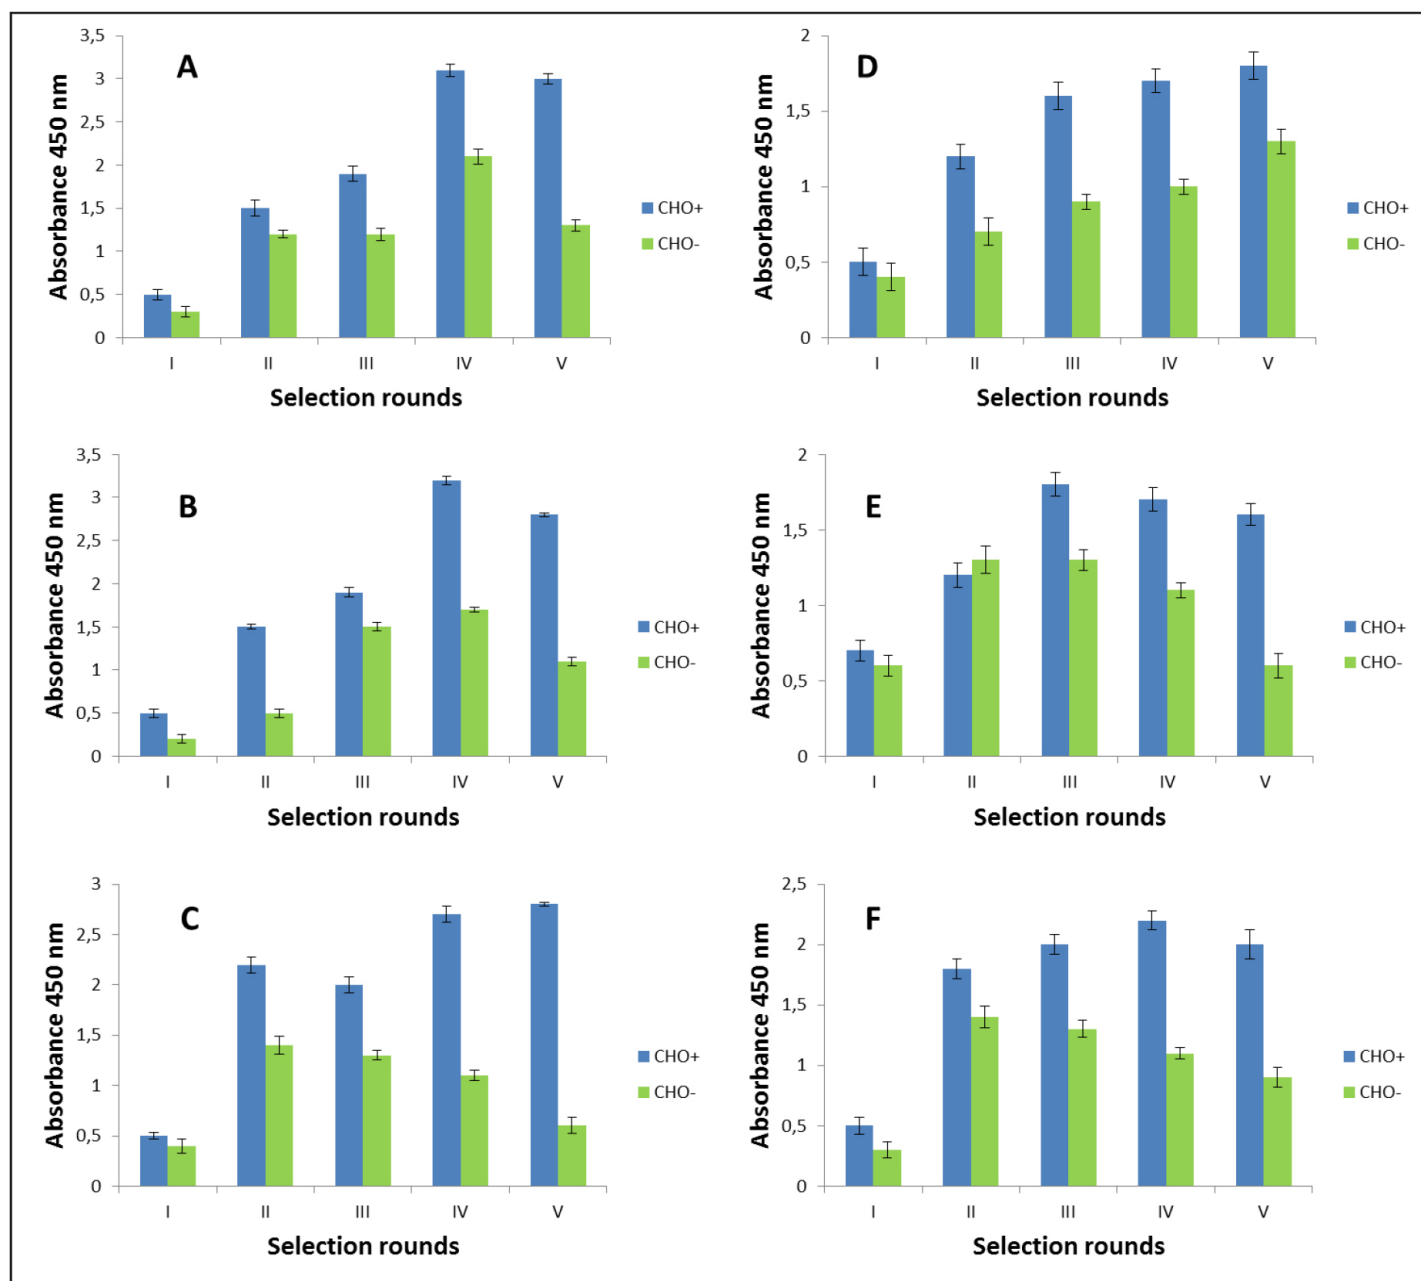 A
Absorbance 450 nm
3,5
3
2,5
2
1,5
1
0,5
0
I II III IV V
Selection rounds
CHO+
CHO-
D
Absorbance 450 nm
2
1,5
1
0,5
0
I II III IV V
Selection rounds
CHO+
CHO-
B
Absorbance 450 nm
3,5
3
2,5
2
1,5
1
0,5
0
I II III IV V
Selection rounds
CHO+
CHO-
E
Absorbance 450 nm
2
1,5
1
0,5
0
I II III IV V
Selection rounds
CHO+
CHO-
C
Absorbance 450 nm
3
2,5
2
1,5
1
0,5
0
I II III IV V
Selection rounds
CHO+
CHO-
F
Absorbance 450 nm
2,5
2
1,5
1
0,5
0
I II III IV V
Selection rounds
CHO+
CHO-